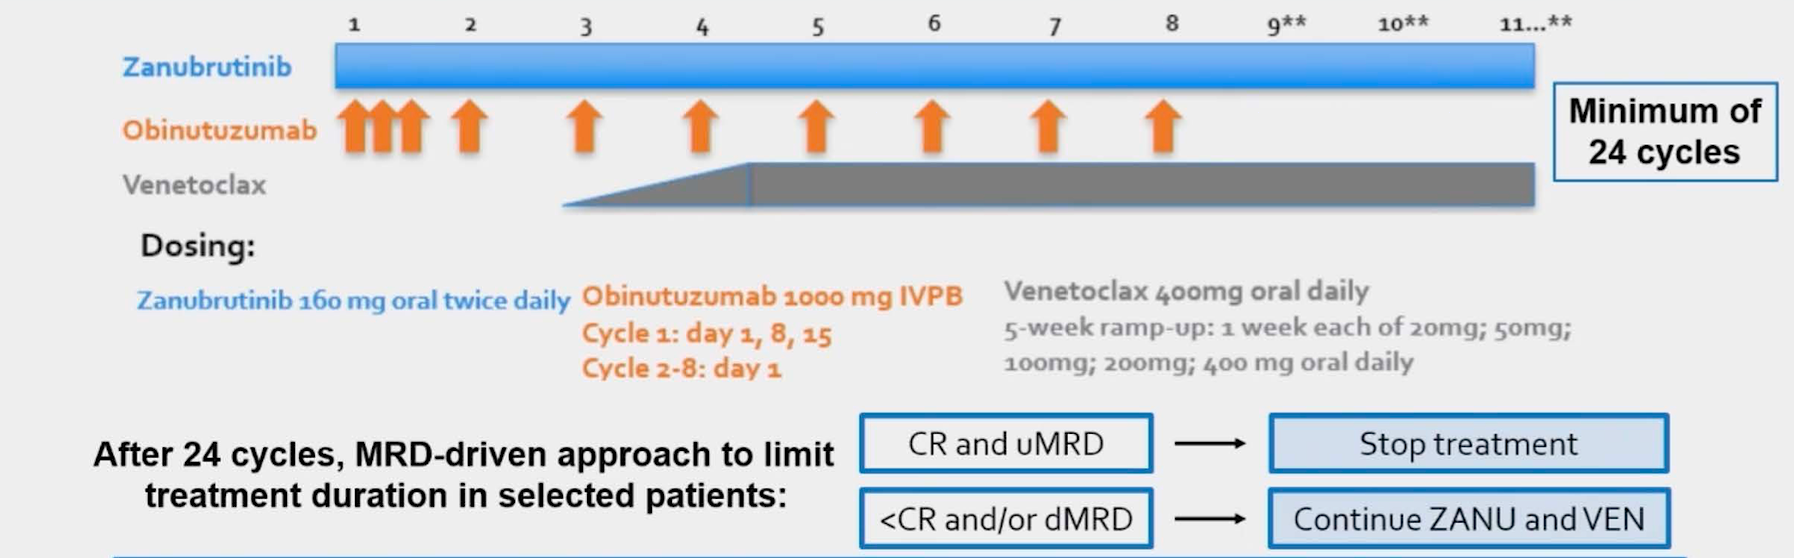 1 2 3 4 5 6 7 8 9** 10** 11...**
Zanubrutinib
Obinutuzumab
Venetoclax
Minimum of
24 cycles
Dosing:
Zanubrutinib 160 mg oral twice daily
Obinutuzumab 1000 mg IVPB
Cycle 1: day 1, 8, 15
Cycle 2-8: day 1
Venetoclax 400mg oral daily
5-week ramp-up: 1 week each of 20mg; 50mg;
100mg; 200mg; 400 mg oral daily
After 24 cycles, MRD-driven approach to limit
treatment duration in selected patients:
CR and uMRD
Stop treatment
<CR and/or dMRD
Continue ZANU and VEN